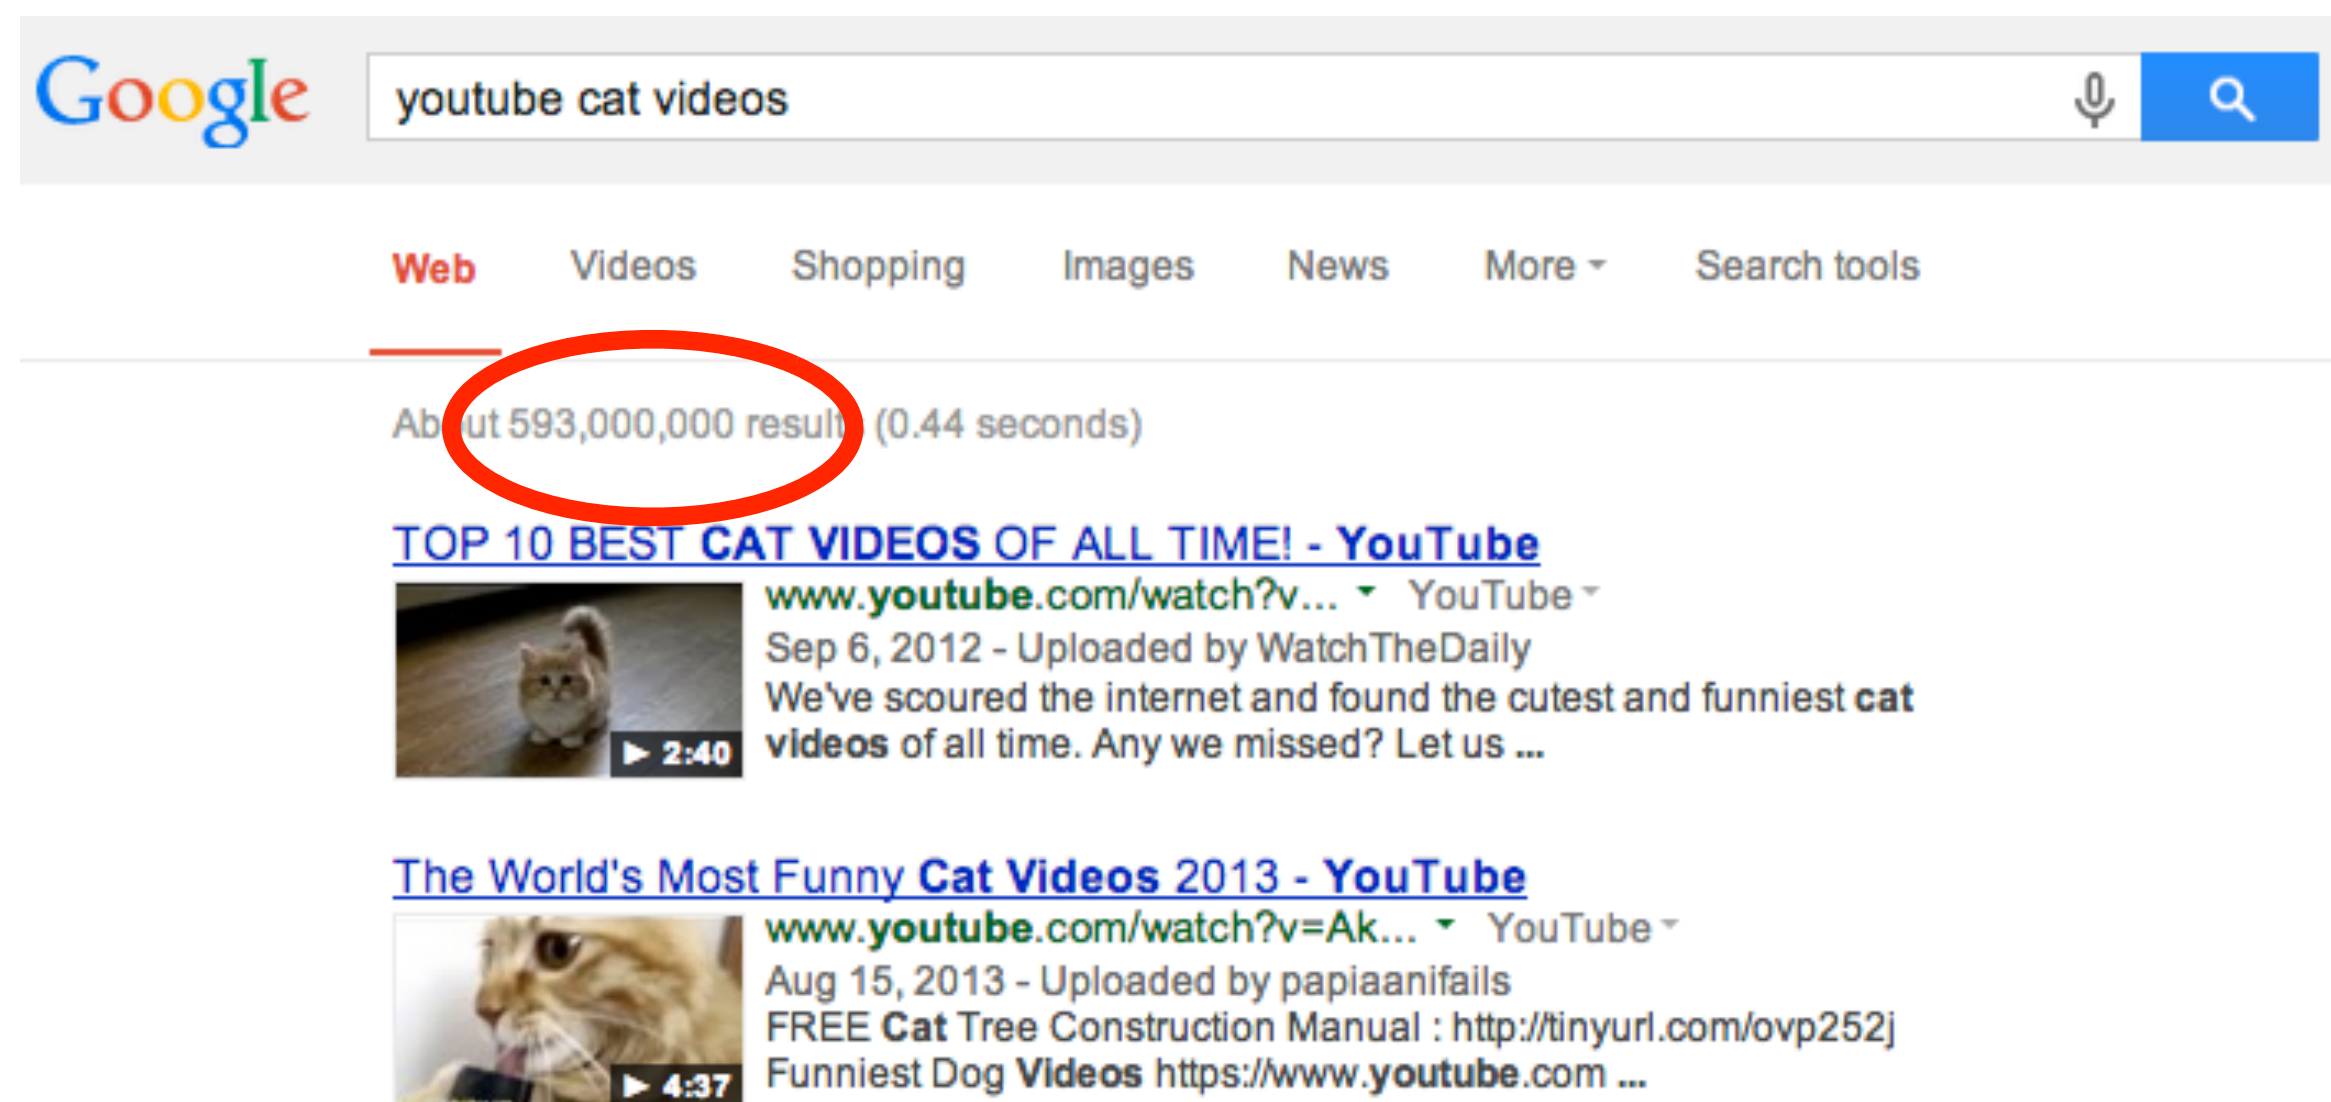 Google youtube cat videos
Web Videos Shopping Images News More Search tools
About 593,000,000 results (0.44 seconds)
TOP 10 BEST CAT VIDEOS OF ALL TIME! - YouTube
www.youtube.com/watch?v... YouTube
Sep 6, 2012 - Uploaded by WatchTheDaily
We've scoured the internet and found the cutest and funniest cat
videos of all time. Any we missed? Let us ...
2:40
The World's Most Funny Cat Videos 2013 - YouTube
www.youtube.com/watch?v=Ak... YouTube
Aug 15, 2013 - Uploaded by papiaanifails
FREE Cat Tree Construction Manual : http://tinyurl.com/ovp252j
Funniest Dog Videos https://www.youtube.com ...
4:37